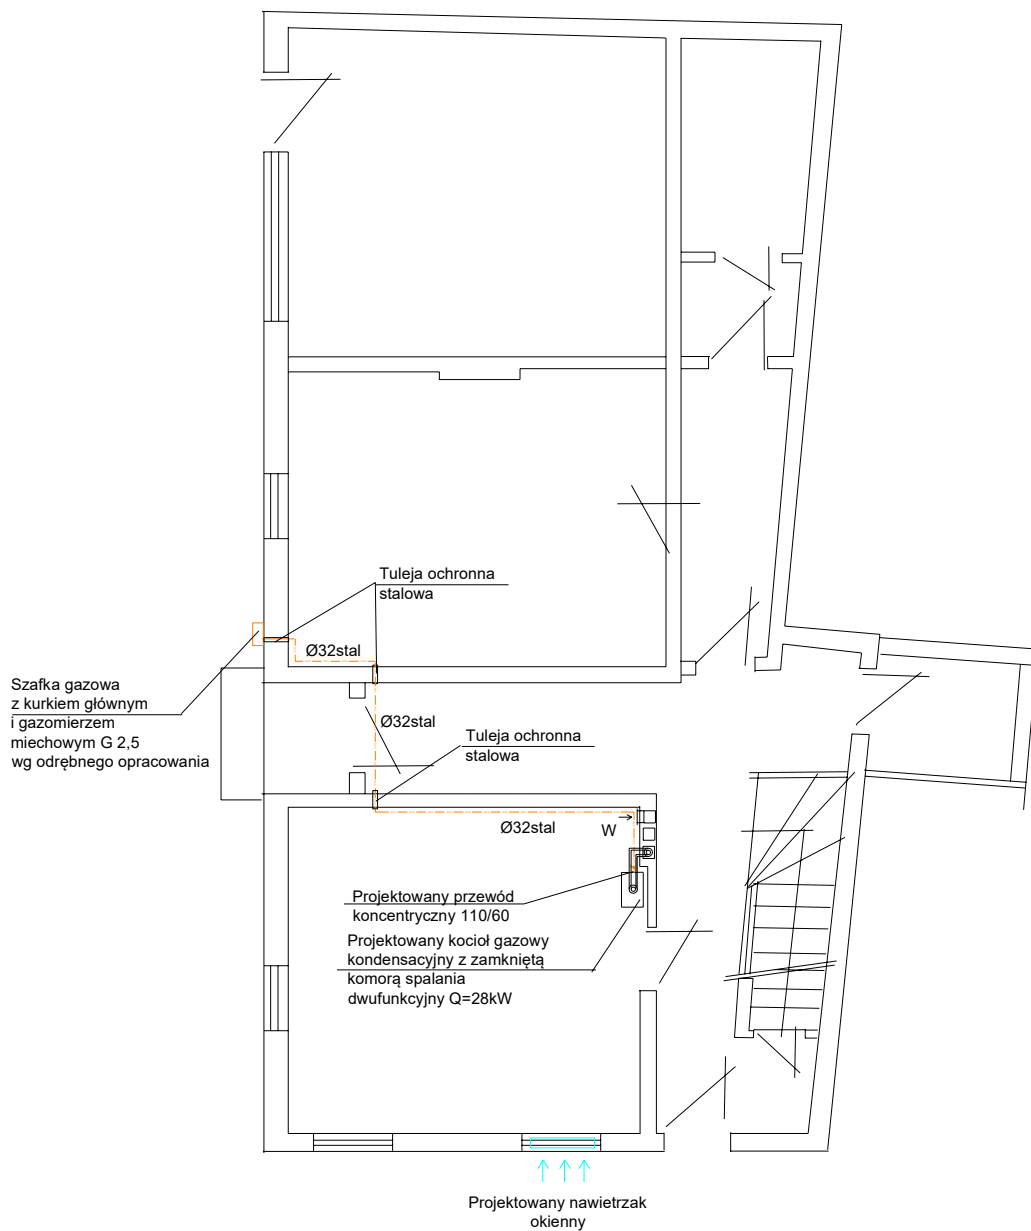 Tuleja ochronna
stalowa
Ø32stal
Szafka gazowa
z kurkiem głównym
i gazomierzem
miechowym G 2,5
wg odrębnego opracowania
Ø32stal
Tuleja ochronna
stalowa
Ø32stal
W
Projektowany przewód
koncentryczny 110/60
Projektowany kocioł gazowy
kondensacyjny z zamkniętą
komorą spalania
dwufunkcyjny Q=28kW
Projektowany nawietrzak
okienny